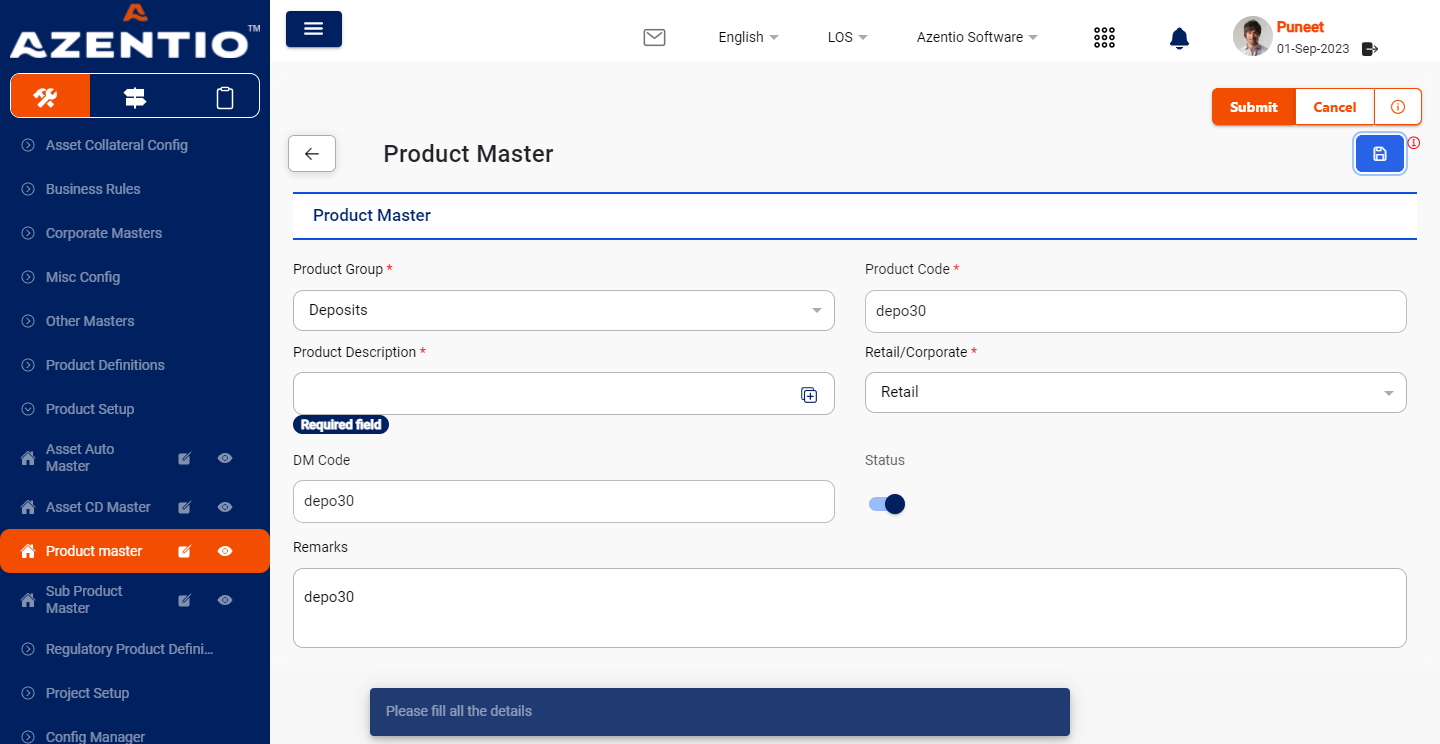 AZENTIO™
English
LOS
Azentio Software
Puneet
01-Sep-2023
Asset Collateral Config
Business Rules
Corporate Masters
Misc Config
Other Masters
Product Definitions
Product Setup
Asset Auto
Master
Asset CD Master
Product master
Sub Product
Master
Regulatory Product Defini...
Project Setup
Config Manager
Submit
Cancel
Product Master
Product Master
Product Group *
Product Code *
Deposits
depo30
Product Description *
Retail/Corporate *
Retail
Required field
DM Code
Status
depo30
Remarks
depo30
Please fill all the details